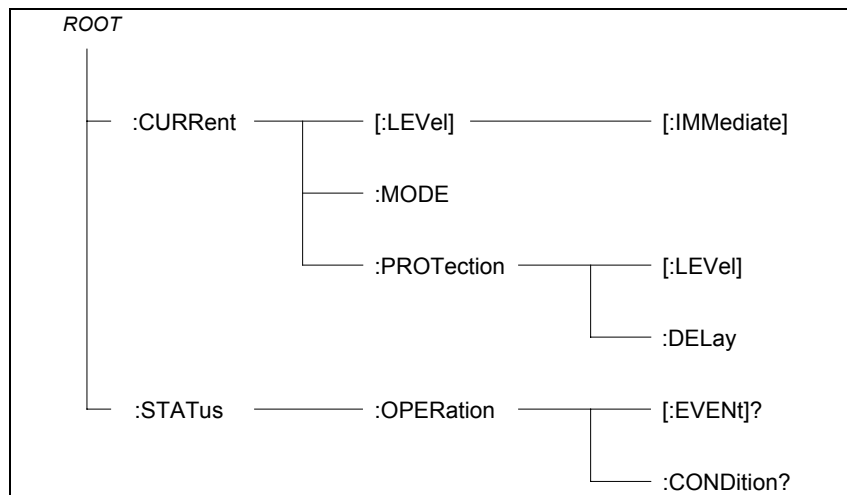 ROOT
:CURRent [:LEVel] [:IMMediate]
:MODE
:PROTection [:LEVel]
:DELay
:STATus :OPERation [:EVENt]?
:CONDition?